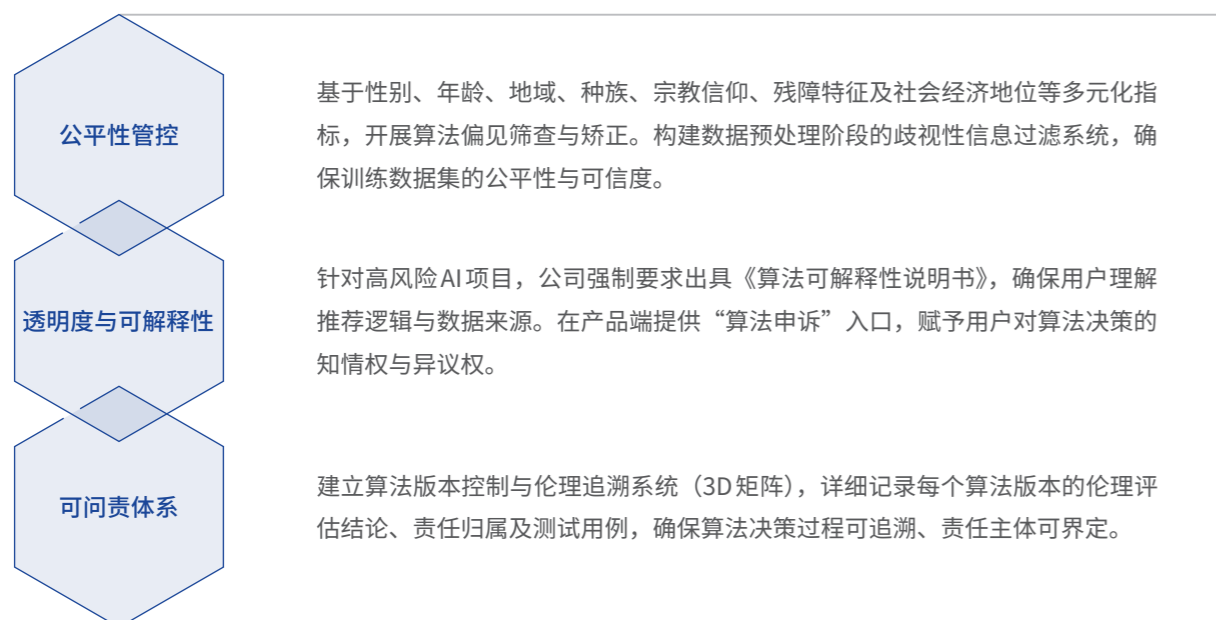 公平性管控
基于性别、年龄、地域、种族、宗教信仰、残障特征及社会经济地位等多元化指
标，开展算法偏见筛查与矫正。构建数据预处理阶段的歧视性信息过滤系统，确
保训练数据集的公平性与可信度。
透明度与可解释性
针对高风险AI项目，公司强制要求出具《算法可解释性说明书》，确保用户理解
推荐逻辑与数据来源。在产品端提供“算法申诉”入口，赋予用户对算法决策的
知情权与异议权。
可问责体系
建立算法版本控制与伦理追溯系统（3D矩阵），详细记录每个算法版本的伦理评
估结论、责任归属及测试用例，确保算法决策过程可追溯、责任主体可界定。